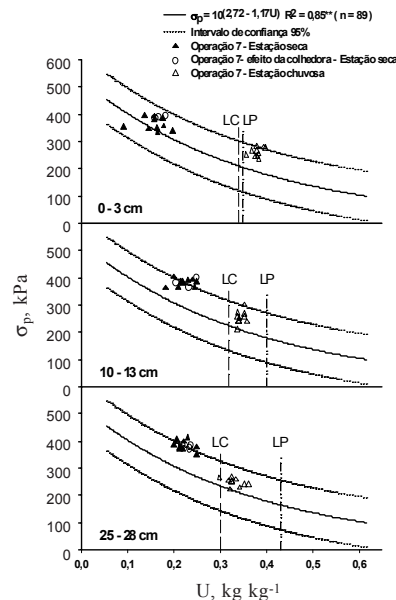 σp = 10(2,72 - 1,17U) R² = 0,85** ( n = 89)
Intervalo de confiança 95%
Operação 7 - Estação seca
Operação 7- efeito da colhedora - Estação seca
Operação 7 - Estação chuvosa
600
500
400
300
200
100
0
LC LP
0 - 3 cm
600
500
400
300
200
100
0
LC LP
10 - 13 cm
σp, kPa
600
500
400
300
200
100
0
LC LP
25 - 28 cm
0,0 0,1 0,2 0,3 0,4 0,5 0,6
U, kg kg-1